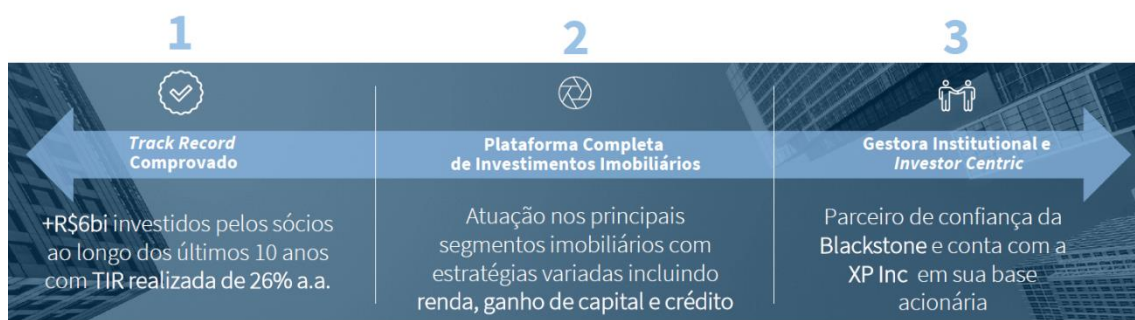 1
Track Record
Comprovado
+R$6bi investidos pelos sócios
ao longo dos últimos 10 anos
com TIR realizada de 26% a.a.
2
Plataforma Completa
de Investimentos Imobiliários
Atuação nos principais
segmentos imobiliários com
estratégias variadas incluindo
renda, ganho de capital e crédito
3
Gestora Institutional e
Investor Centric
Parceiro de confiança da
Blackstone e conta com a
XP Inc em sua base
acionária